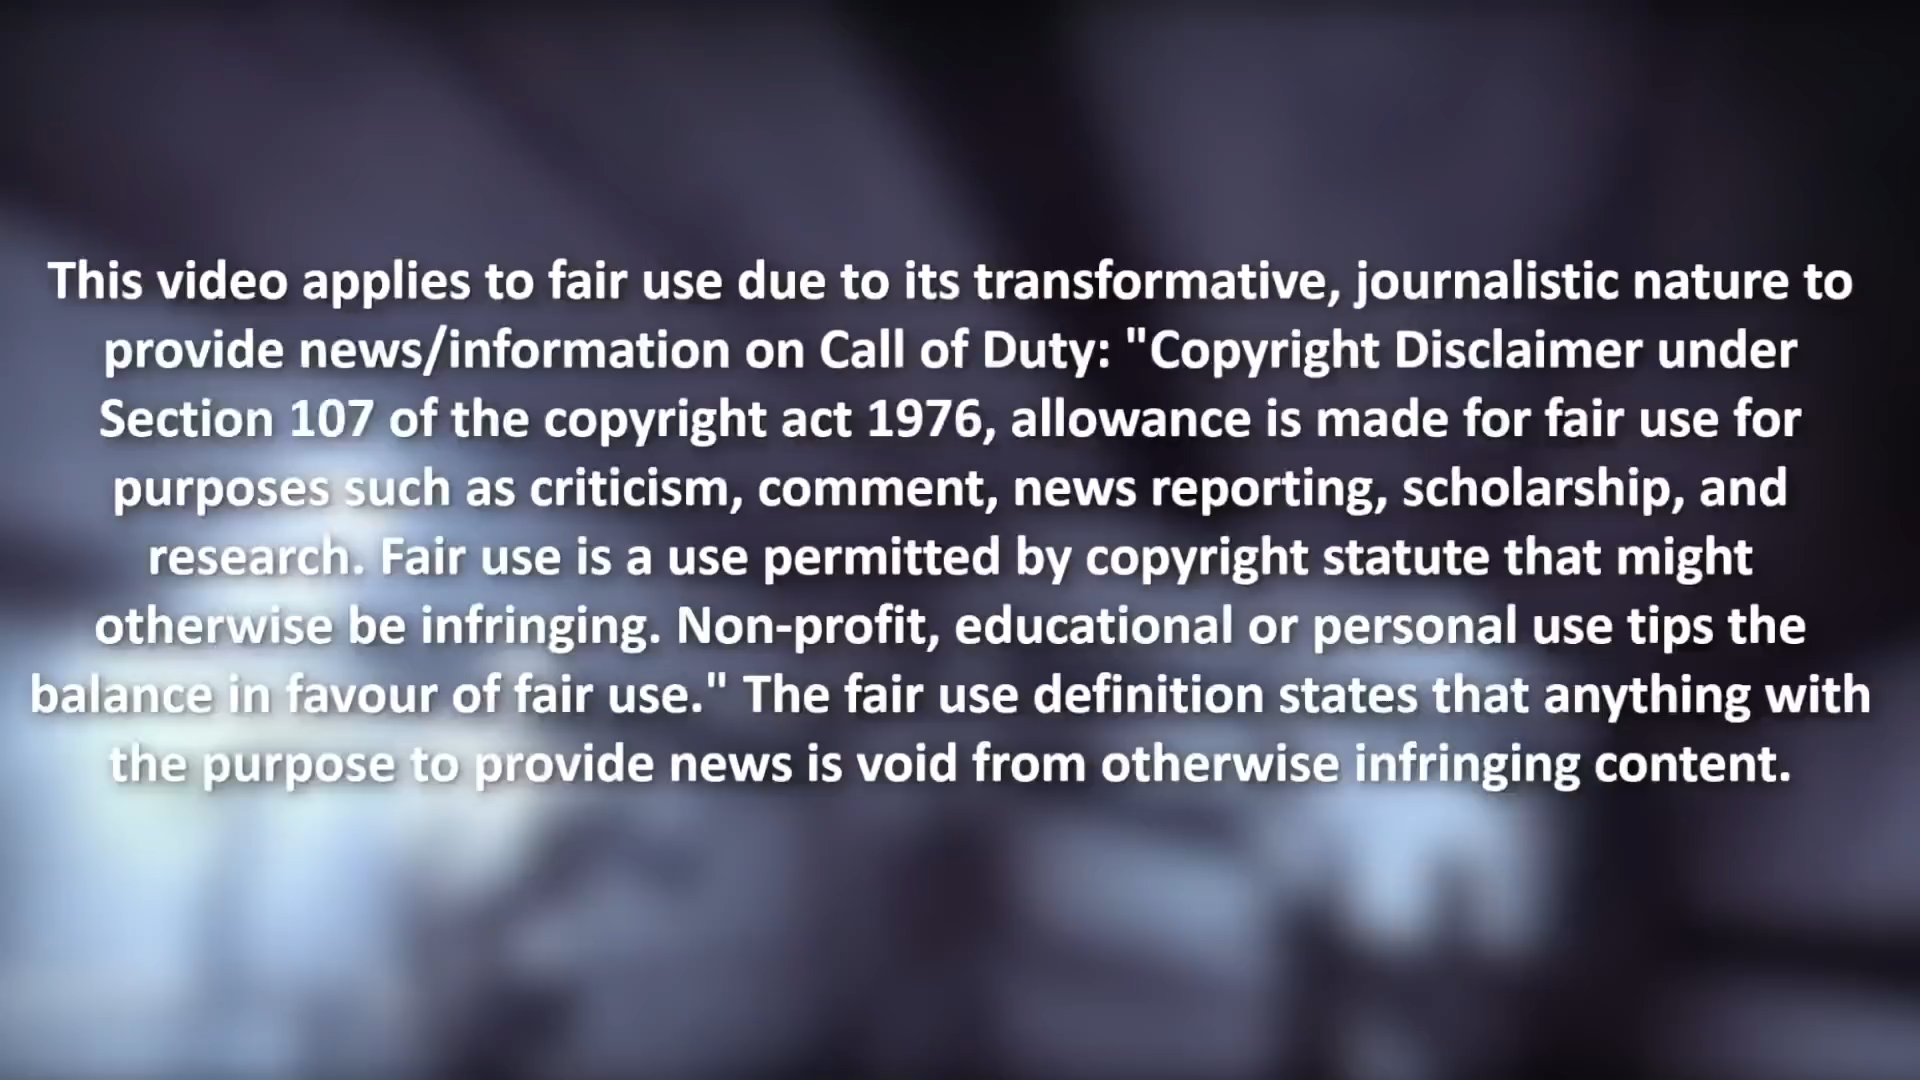 This video applies to fair use due to its transformative, journalistic nature to
provide news/information on Call of Duty: "Copyright Disclaimer under
Section 107 of the copyright act 1976, allowance is made for fair use for
purposes such as criticism, comment, news reporting, scholarship, and
research. Fair use is a use permitted by copyright statute that might
otherwise be infringing. Non-profit, educational or personal use tips the
balance in favour of fair use." The fair use definition states that anything with
the purpose to provide news is void from otherwise infringing content.